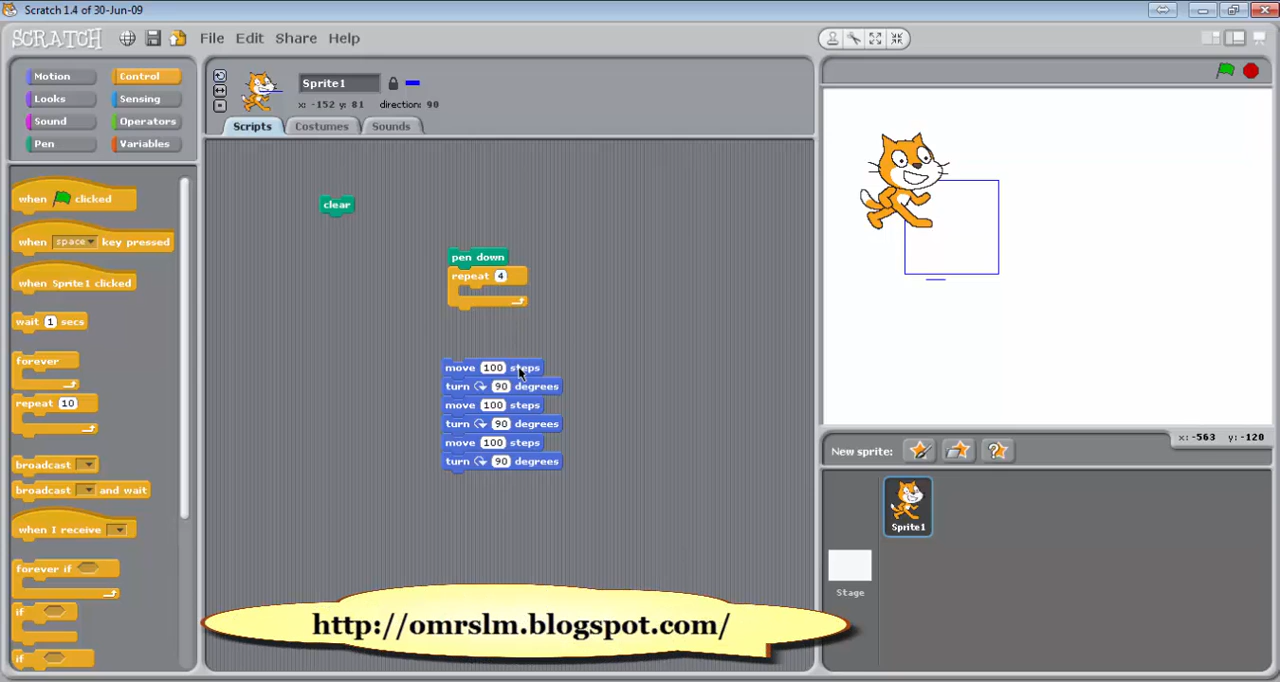 Scratch 1.4 of 30-Jun-09
SCRATCH File Edit Share Help
Motion Control
Looks Sensing
Sound Operators
Pen Variables
when clicked
when space key pressed
when Sprite1 clicked
wait 1 secs
forever
repeat 10
broadcast
broadcast and wait
when I receive
forever if
if
if
Sprite1
x: -152 y: 81 direction: 90
Scripts Costumes Sounds
clear
pen down
repeat 4
move 100 steps
turn 90 degrees
move 100 steps
turn 90 degrees
move 100 steps
turn 90 degrees
http://omrslm.blogspot.com/
x: -563 y: -120
New sprite:
Sprite1
Stage